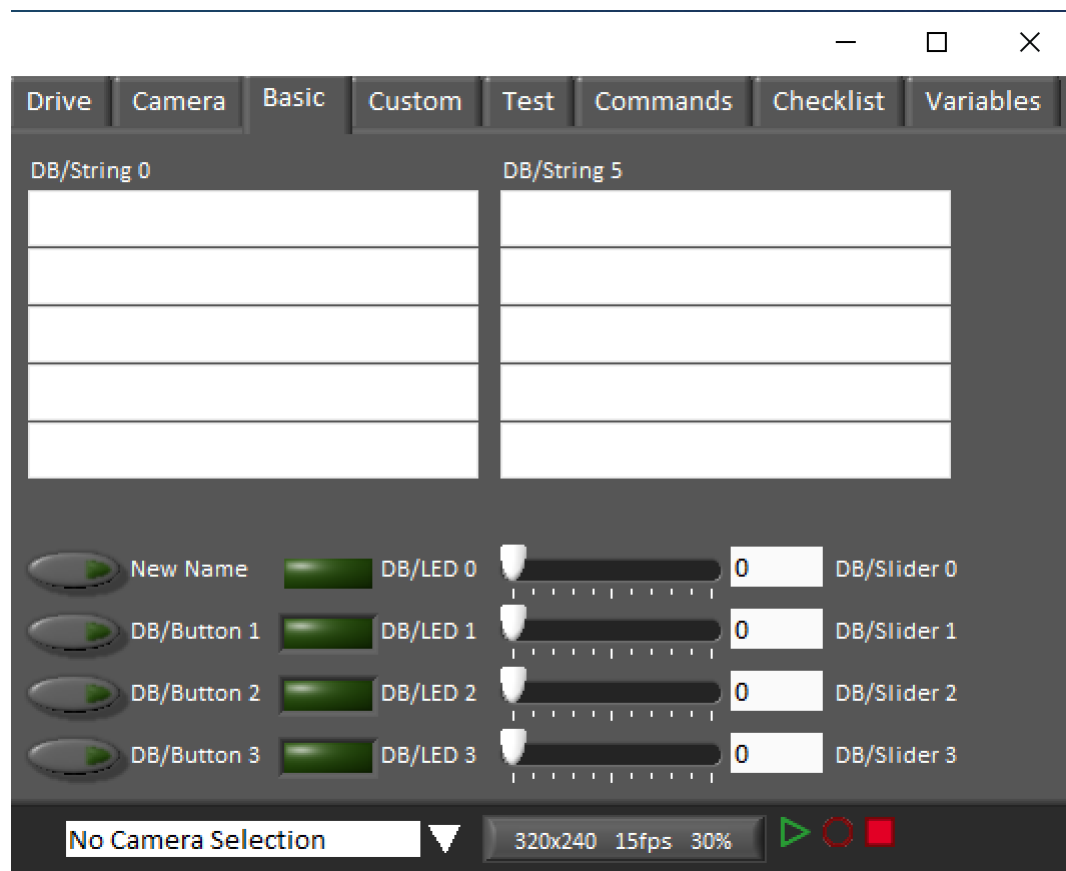 Drive Camera Basic Custom Test Commands Checklist Variables
DB/String 0 DB/String 5
New Name DB/LED 0 0 DB/Slider 0
DB/Button 1 DB/LED 1 0 DB/Slider 1
DB/Button 2 DB/LED 2 0 DB/Slider 2
DB/Button 3 DB/LED 3 0 DB/Slider 3
No Camera Selection 320x240 15fps 30%